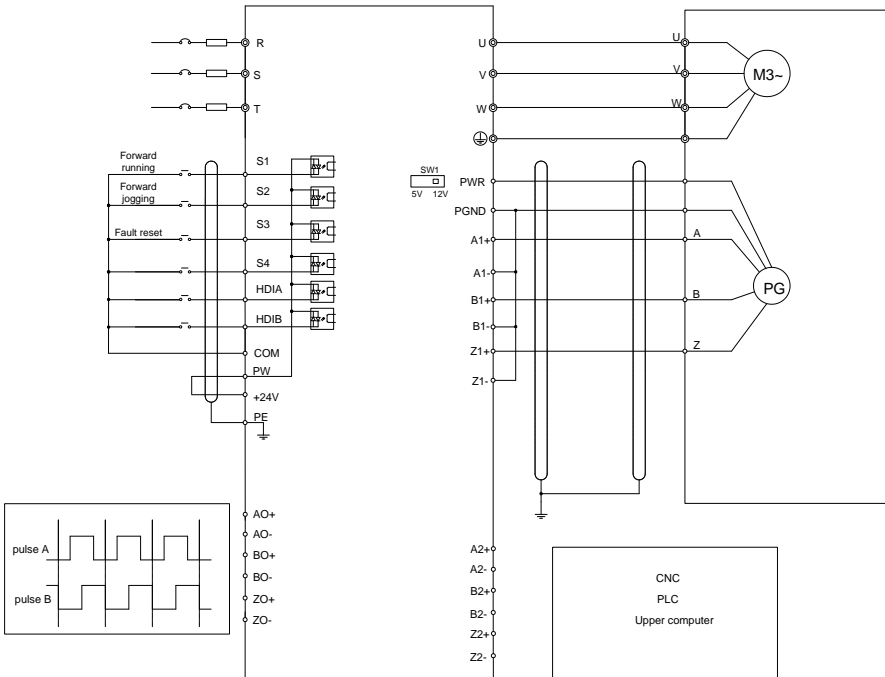 R
S
T
U
V
W
U
V
W
M3~
Forward
running
Forward
jogging
Fault reset
S1
S2
S3
S4
HDIA
HDIB
COM
PW
+24V
PE
SW1
5V 12V
PWR
PGND
A1+
A1-
B1+
B1-
Z1+
Z1-
A
B
Z
PG
pulse A
pulse B
AO+
AO-
BO+
BO-
ZO+
ZO-
A2+
A2-
B2+
B2-
Z2+
Z2-
CNC
PLC
Upper computer